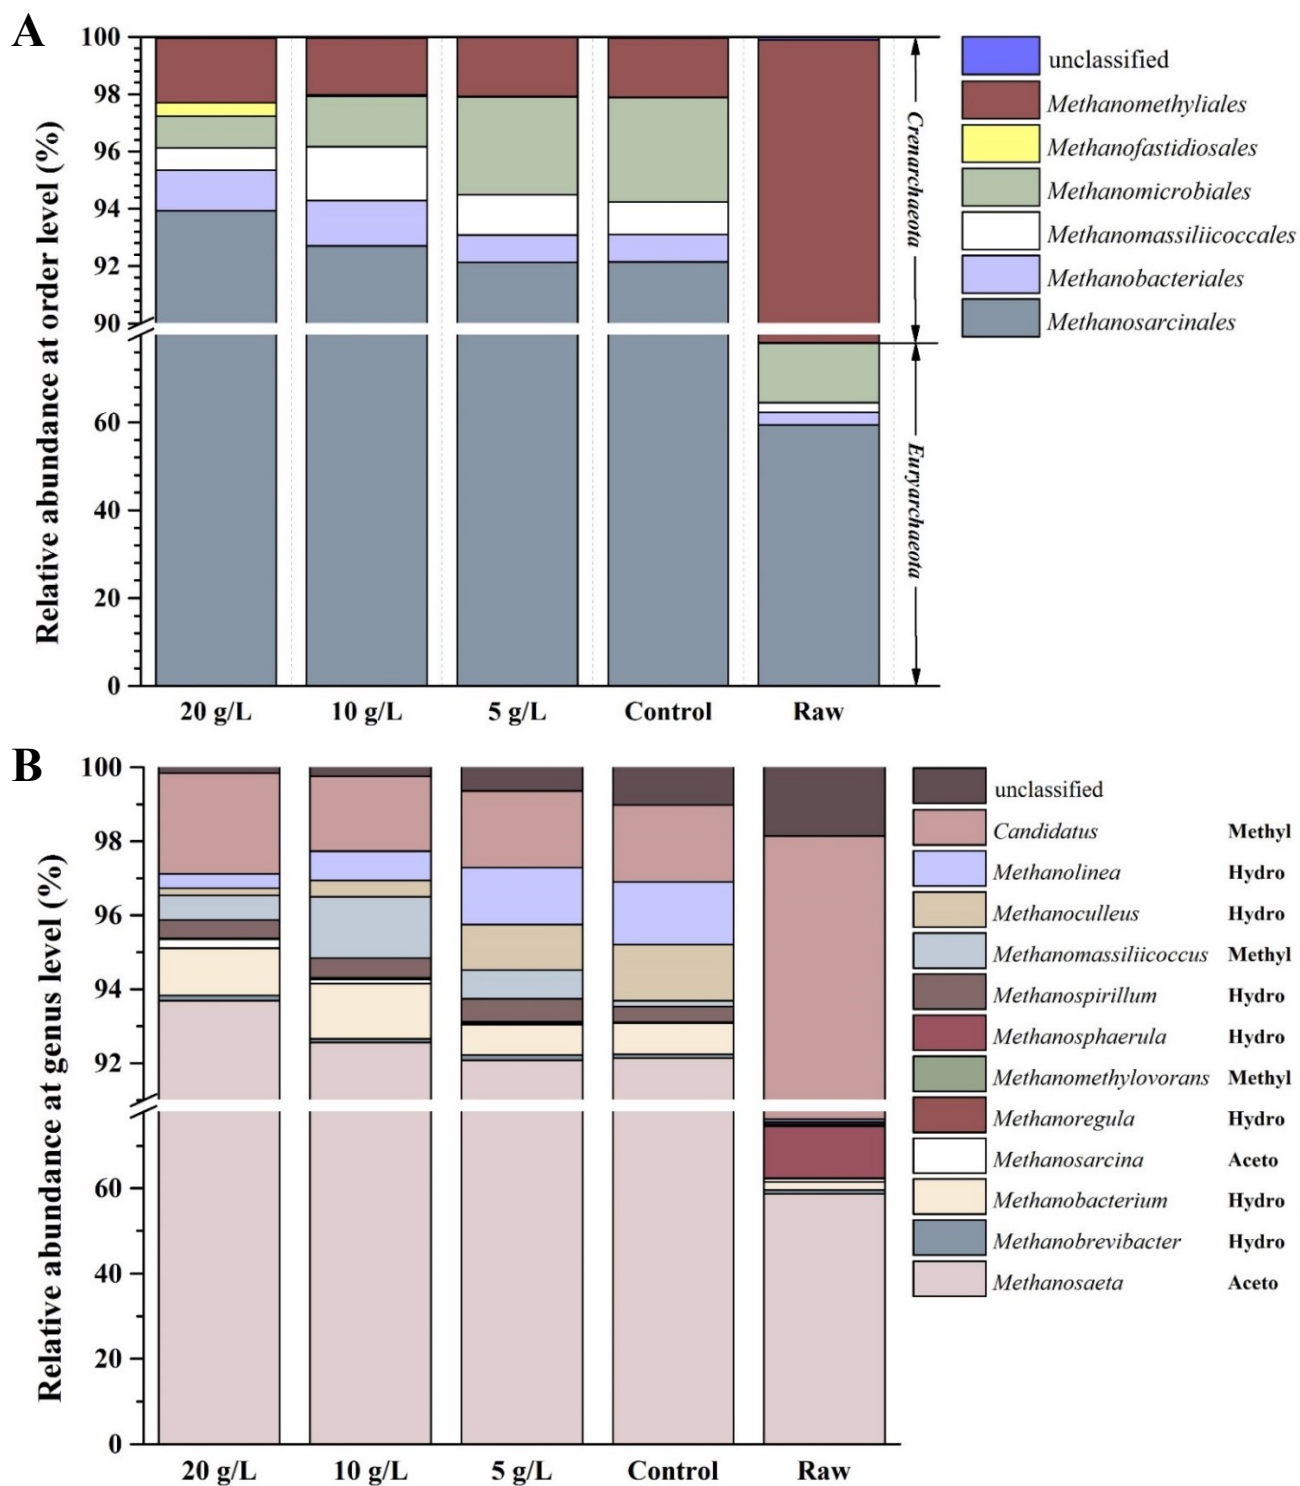 A
Relative abundance at order level (%)
100
98
96
94
92
90
60
40
20
0
20 g/L
10 g/L
5 g/L
Control
Raw
Crenarchaeota
Euryarchaeota
unclassified
Methanomethyliales
Methanofastidiosales
Methanomicrobiales
Methanomassiliicoccales
Methanobacteriales
Methanosarcinales
B
Relative abundance at genus level (%)
100
98
96
94
92
60
40
20
0
20 g/L
10 g/L
5 g/L
Control
Raw
unclassified
Candidatus Methyl
Methanolinea Hydro
Methanoculleus Hydro
Methanomassiliicoccus Methyl
Methanospirillum Hydro
Methanosphaerula Hydro
Methanomethylovorans Methyl
Methanoregula Hydro
Methanosarcina Aceto
Methanobacterium Hydro
Methanobrevibacter Hydro
Methanosaeta Aceto